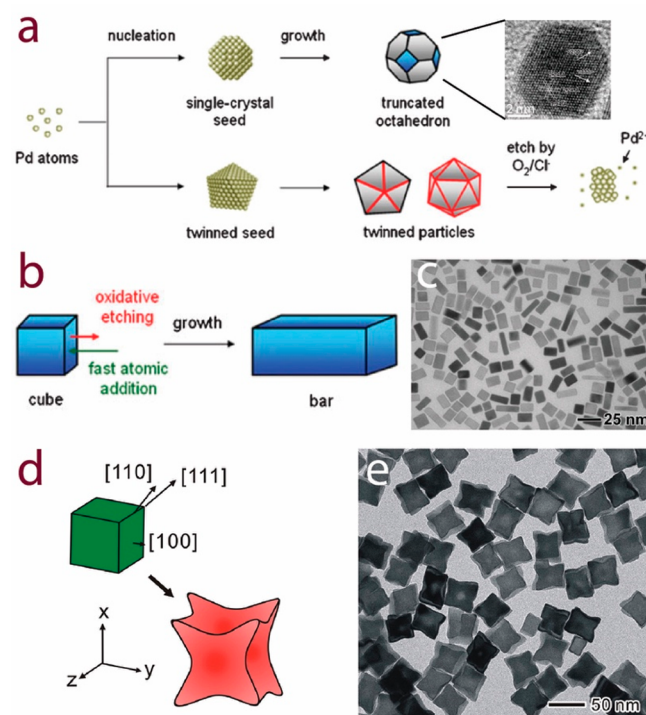 a
nucleation
growth
single-crystal
seed
truncated
octahedron
Pd atoms
twinned seed
twinned particles
etch by
O₂/Cl⁻
Pd²⁺
b
oxidative
etching
fast atomic
addition
growth
cube
bar
c
25 nm
d
[110]
[111]
[100]
x
y
z
e
50 nm